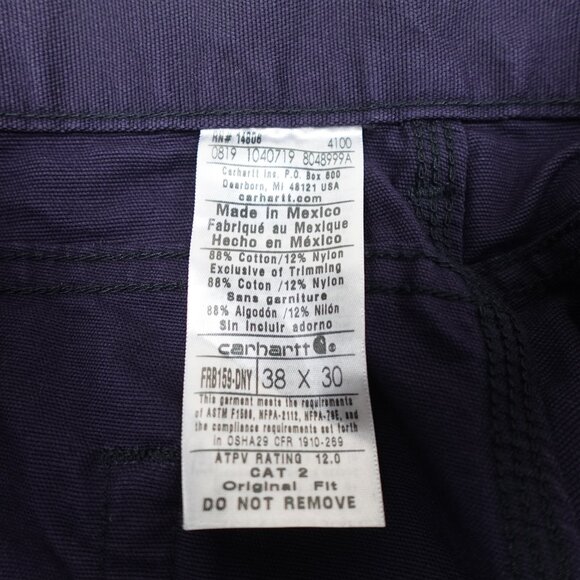 RN# 14806
4100
0819 1040719 8048999A
Carhartt Inc. P.O. Box 600
Dearborn, MI 48121 USA
carhartt.com
Made in Mexico
Fabriqué au Mexique
Hecho en México
88% Cotton/12% Nylon
Exclusive of Trimming
88% Coton /12% Nylon
Sans garniture
88% Algodón /12% Nilón
Sin incluir adorno
carhartt
FRB159-DNY 38 X 30
This garment meets the requirements
of ASTM F1506, NFPA-2112, NFPA-70E, and
the compliance requirements set forth
in OSHA29 CFR 1910-269
ATPV RATING 12.0
CAT 2
Original Fit
DO NOT REMOVE